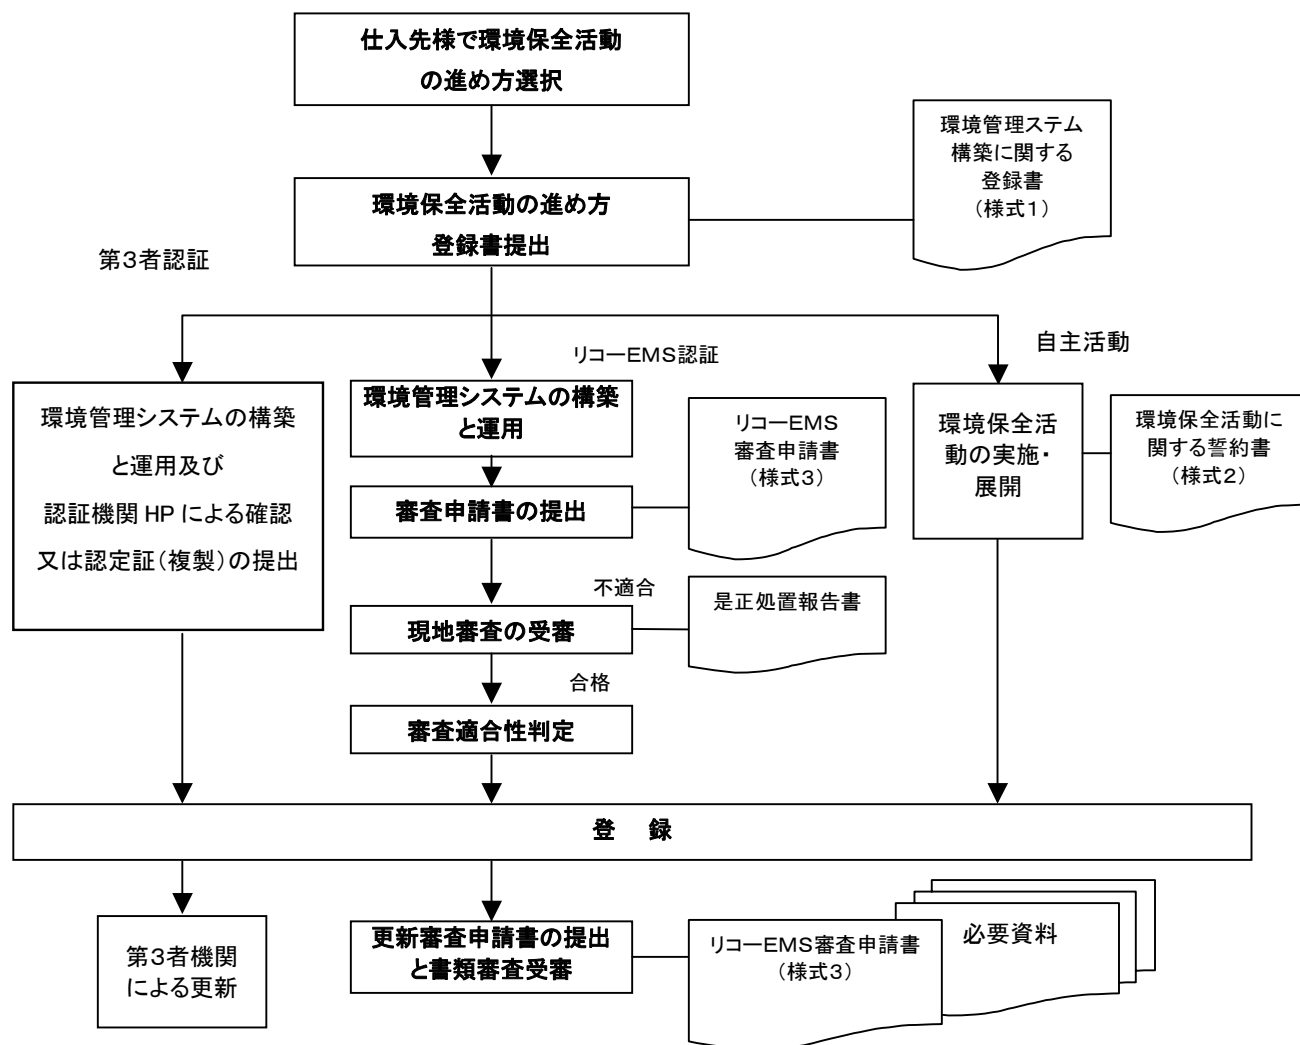 仕入先様で環境保全活動
の進め方選択
環境管理ステム
構築に関する
登録書
（様式１）
環境保全活動の進め方
登録書提出
第３者認証
リコーＥＭＳ認証
自主活動
環境管理システムの構築
と運用及び
認証機関 HP による確認
又は認定証（複製）の提出
環境管理システムの構築
と運用
リコーＥＭＳ
審査申請書
（様式３）
環境保全活
動の実施・
展開
環境保全活動に
関する誓約書
（様式２）
審査申請書の提出
不適合
是正処置報告書
現地審査の受審
合格
審査適合性判定
登　録
第３者機関
による更新
更新審査申請書の提出
と書類審査受審
リコーＥＭＳ審査申請書
（様式３）
必要資料